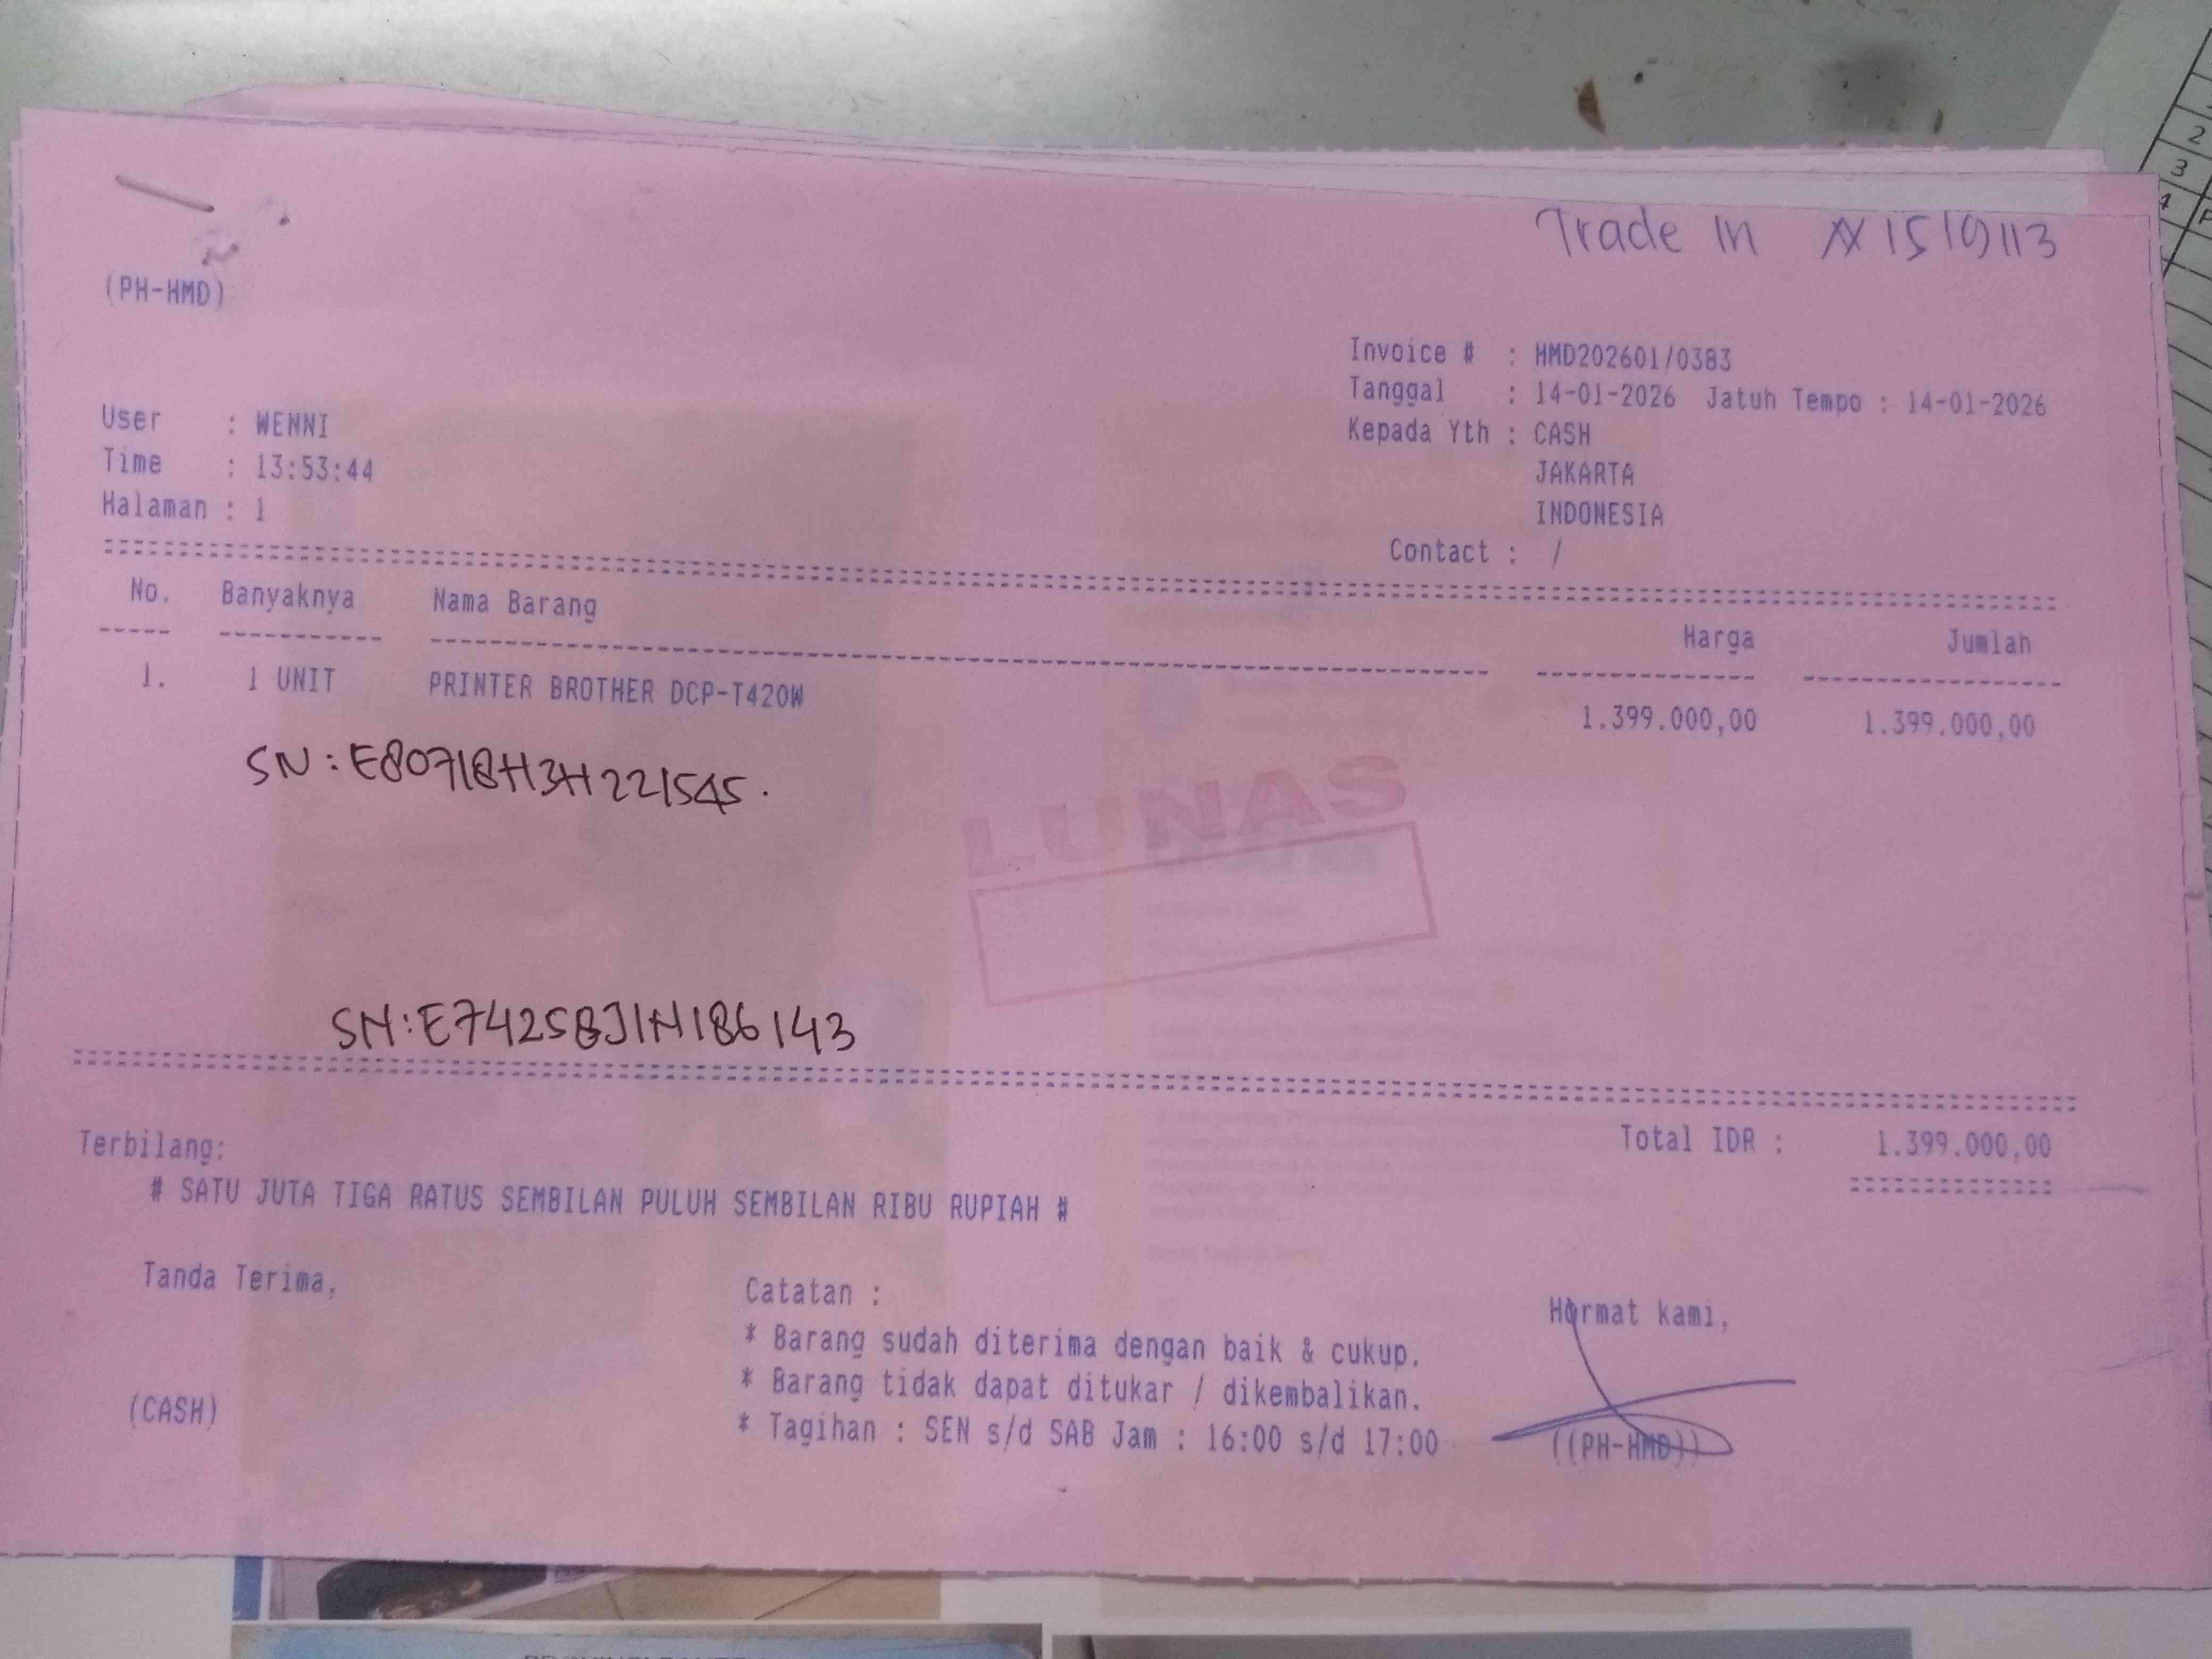 Trade In
(PH-HMD)
Invoice # : HMD202601/0383
Tanggal : 14-01-2026 Jatuh Tempo : 14-01-2026
Kepada Yth : CASH
JAKARTA
INDONESIA
Contact : /
User : WENNI
Time : 13:53:44
Halaman : 1
No. Banyaknya Nama Barang Harga Jumlah
1. 1 UNIT PRINTER BROTHER DCP-T420W 1.399.000,00 1.399.000,00
SN: E80718H3H221545.
LUNAS
SN: E74258J1N186143
Total IDR : 1.399.000,00
Terbilang:
# SATU JUTA TIGA RATUS SEMBILAN PULUH SEMBILAN RIBU RUPIAH #
Tanda Terima,
(CASH)
Catatan :
* Barang sudah diterima dengan baik & cukup.
* Barang tidak dapat ditukar / dikembalikan.
* Tagihan : SEN s/d SAB Jam : 16:00 s/d 17:00
Hormat kami,
((PH-HMD))
2
3
4